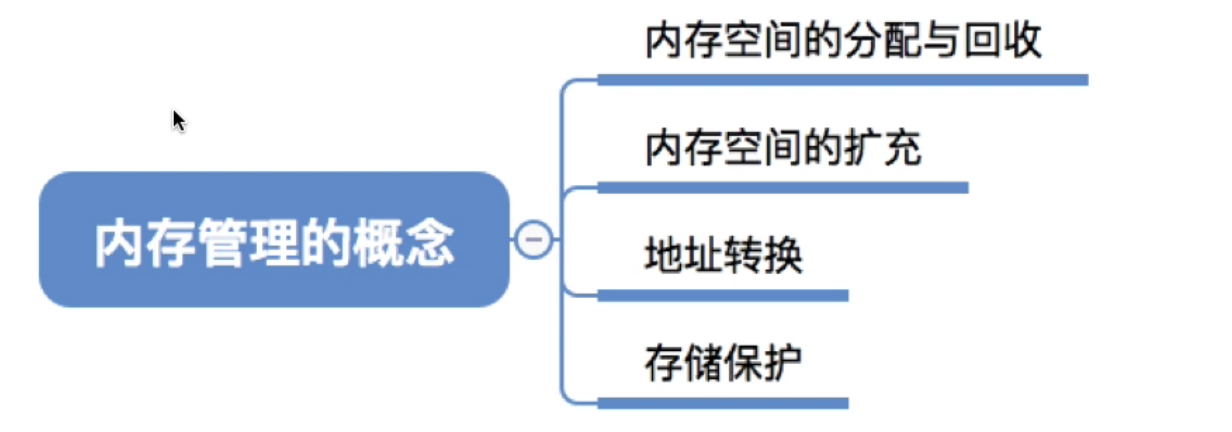 内存管理的概念
内存空间的分配与回收
内存空间的扩充
地址转换
存储保护